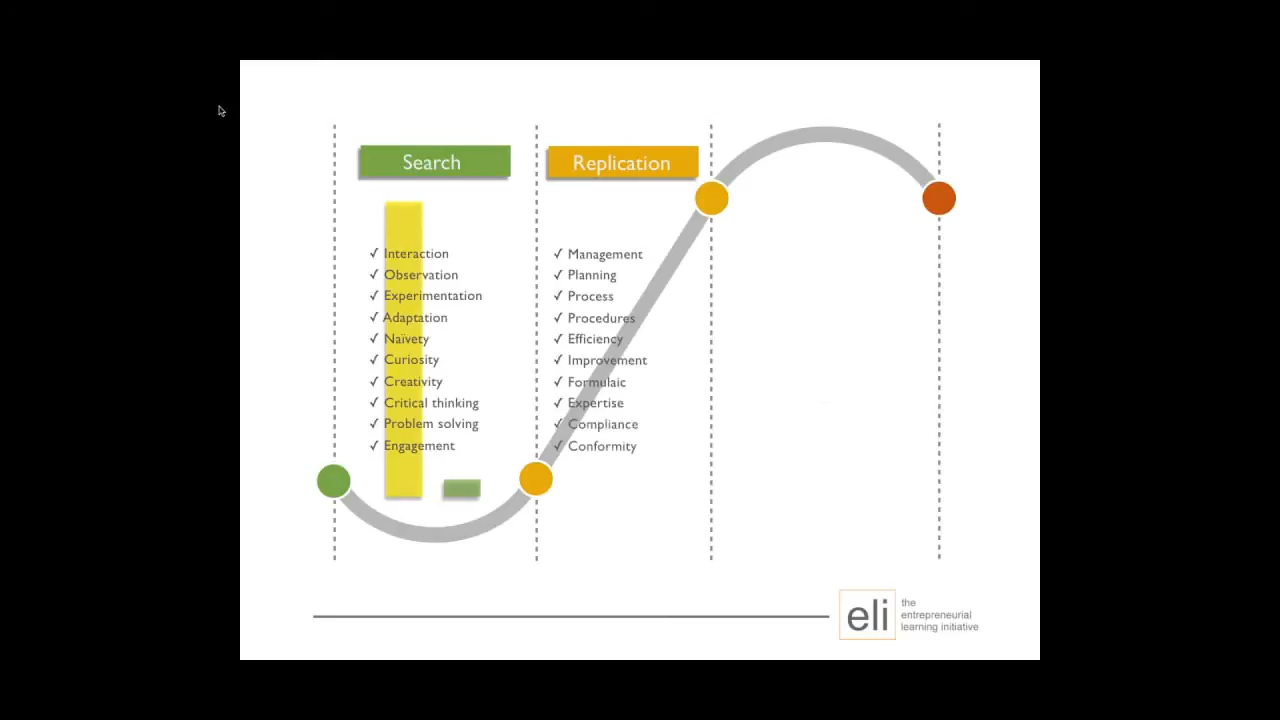 Search
✓ Interaction
✓ Observation
✓ Experimentation
✓ Adaptation
✓ Naïvety
✓ Curiosity
✓ Creativity
✓ Critical thinking
✓ Problem solving
✓ Engagement
Replication
✓ Management
✓ Planning
✓ Process
✓ Procedures
✓ Efficiency
✓ Improvement
✓ Formulaic
✓ Expertise
✓ Compliance
✓ Conformity
eli
the
entrepreneurial
learning initiative